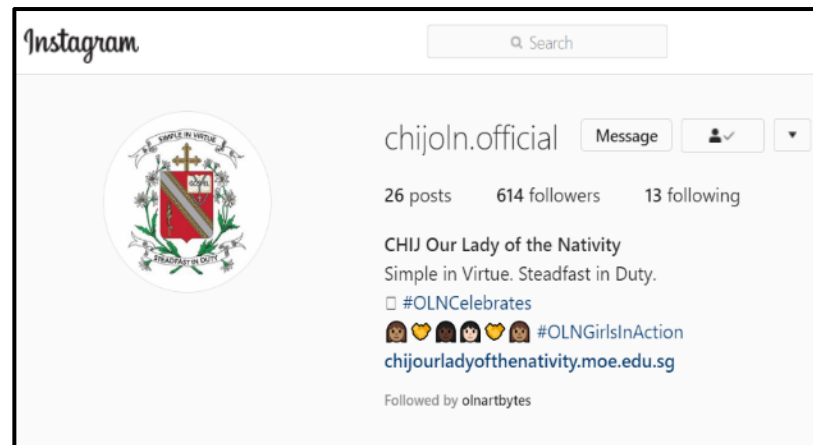 Instagram
Search
SIMPLE IN VIRTUE
GOSPEL
STEADFAST IN DUTY
chijoln.official Message
26 posts 614 followers 13 following
CHIJ Our Lady of the Nativity
Simple in Virtue. Steadfast in Duty.
#OLNCelebrates
#OLNGirlsInAction
chijourladyofthenativity.moe.edu.sg
Followed by olnartbytes